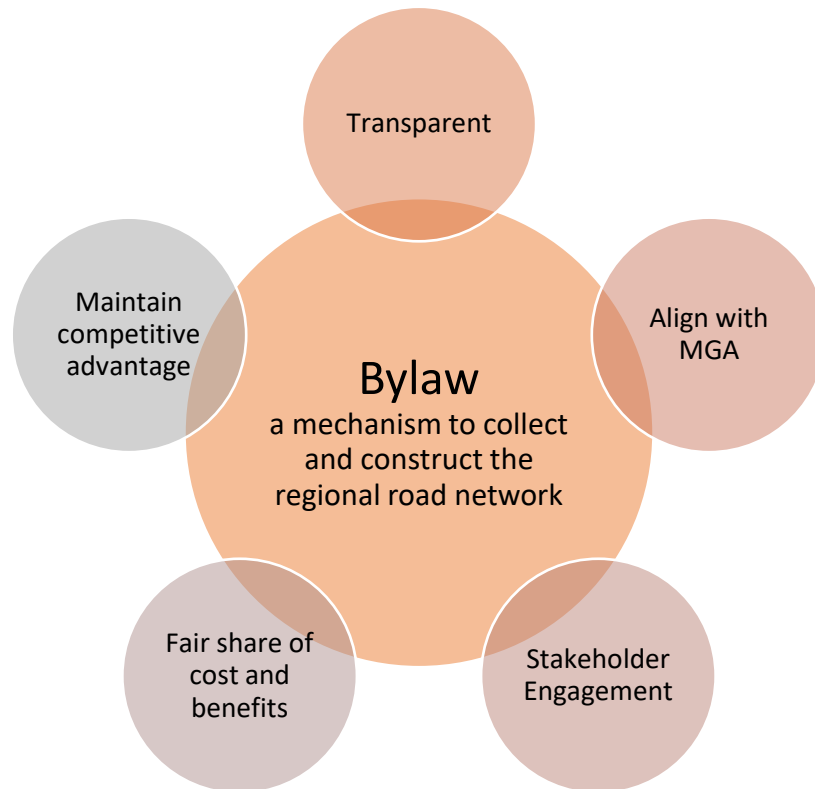 Transparent
Maintain
competitive
advantage
Align with
MGA
Bylaw
a mechanism to collect
and construct the
regional road network
Fair share of
cost and
benefits
Stakeholder
Engagement